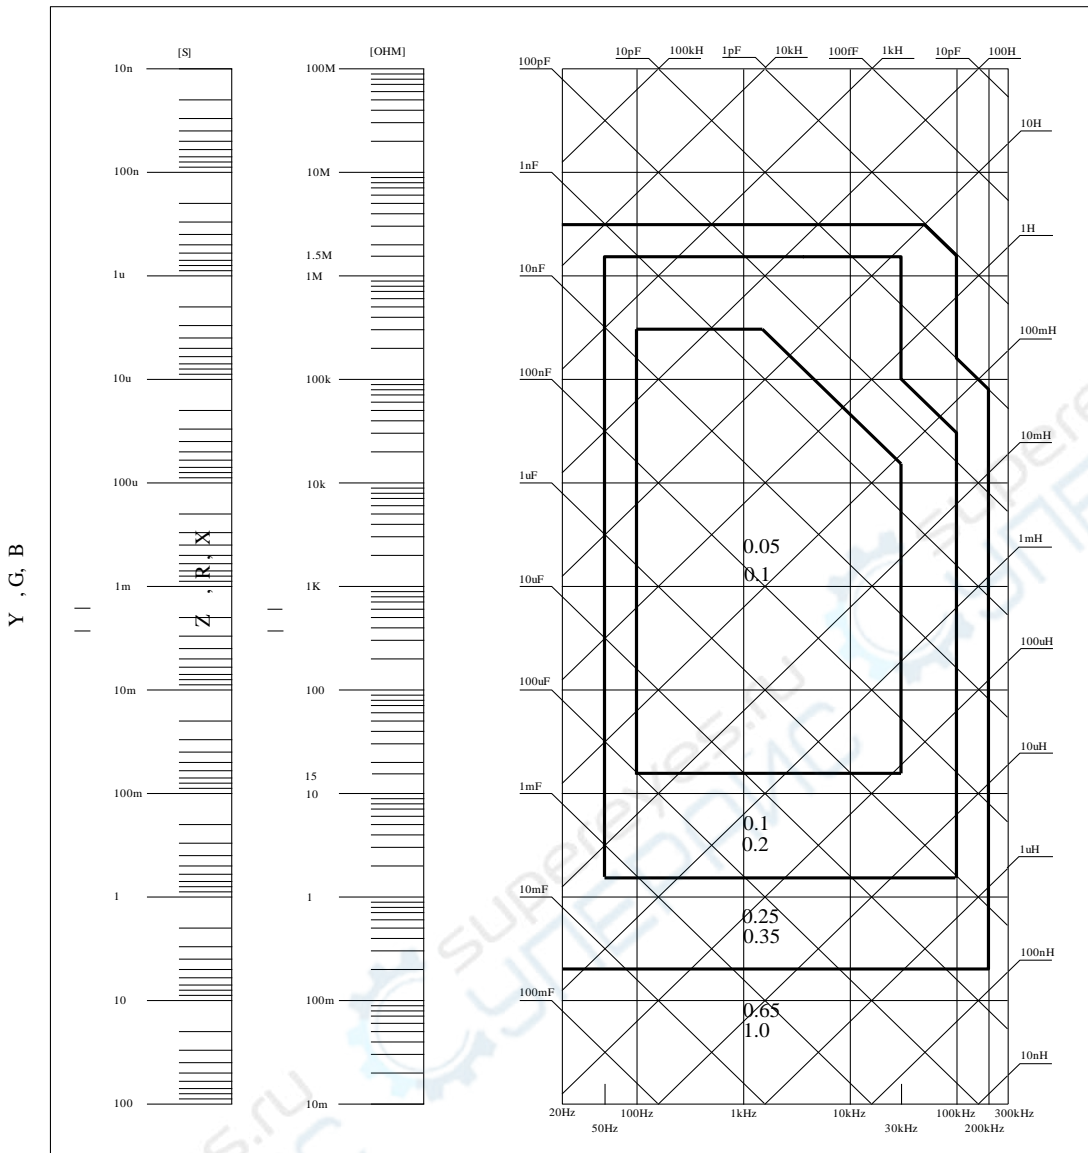 [S]
[OHM]
10pF 100kH 1pF 10kH 100fF 1kH 10pF 100H
10n
100M
100pF
10H
100n
10M
1nF
1H
1.5M
1u
1M
10nF
100mH
10u
100k
100nF
10mH
100u
10k
1uF
Y , G, B
Z , R , X
0.05
1mH
0.1
1m
1K
10uF
100uH
10m
100
100uF
10uH
15
100m
10
1mF
0.1
0.2
1uH
1
1
10mF
0.25
0.35
100nH
10
100m
100mF
0.65
1.0
10nH
100
10m
20Hz 100Hz 1kHz 10kHz 100kHz 300kHz
50Hz 30kHz 200kHz
supereyes.ru
УЛЕРРИС